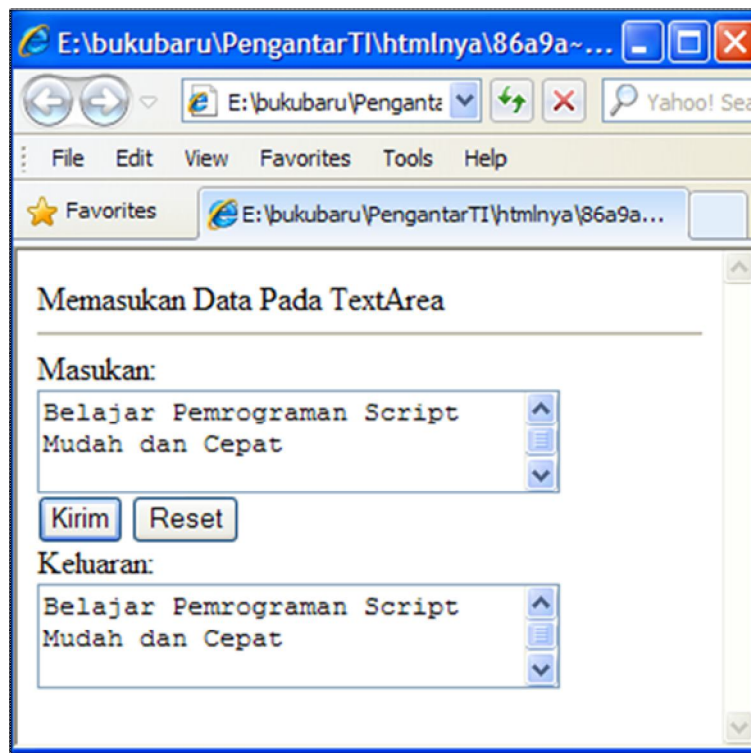 E:\bukubaru\PengantarTI\htmlnya\86a9a~...
E:\bukubaru\Penganta
Yahoo! Sea
File Edit View Favorites Tools Help
Favorites
E:\bukubaru\PengantarTI\htmlnya\86a9a...
Memasukan Data Pada TextArea
Masukan:
Belajar Pemrograman Script
Mudah dan Cepat
Kirim Reset
Keluaran:
Belajar Pemrograman Script
Mudah dan Cepat